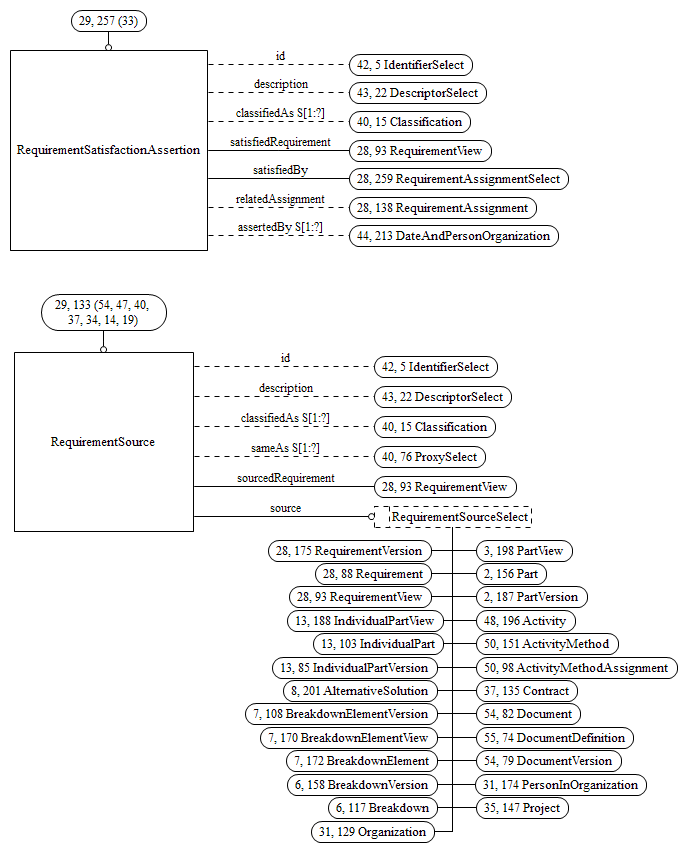 29, 257 (33)
RequirementSatisfactionAssertion
id
42, 5 IdentifierSelect
description
43, 22 DescriptorSelect
classifiedAs S[1:?]
40, 15 Classification
satisfiedRequirement
28, 93 RequirementView
satisfiedBy
28, 259 RequirementAssignmentSelect
relatedAssignment
28, 138 RequirementAssignment
assertedBy S[1:?]
44, 213 DateAndPersonOrganization
29, 133 (54, 47, 40,
37, 34, 14, 19)
RequirementSource
id
42, 5 IdentifierSelect
description
43, 22 DescriptorSelect
classifiedAs S[1:?]
40, 15 Classification
sameAs S[1:?]
40, 76 ProxySelect
sourcedRequirement
28, 93 RequirementView
source
RequirementSourceSelect
28, 175 RequirementVersion
3, 198 PartView
28, 88 Requirement
2, 156 Part
28, 93 RequirementView
2, 187 PartVersion
13, 188 IndividualPartView
48, 196 Activity
13, 103 IndividualPart
50, 151 ActivityMethod
13, 85 IndividualPartVersion
50, 98 ActivityMethodAssignment
8, 201 AlternativeSolution
37, 135 Contract
7, 108 BreakdownElementVersion
54, 82 Document
7, 170 BreakdownElementView
55, 74 DocumentDefinition
7, 172 BreakdownElement
54, 79 DocumentVersion
6, 158 BreakdownVersion
31, 174 PersonInOrganization
6, 117 Breakdown
35, 147 Project
31, 129 Organization